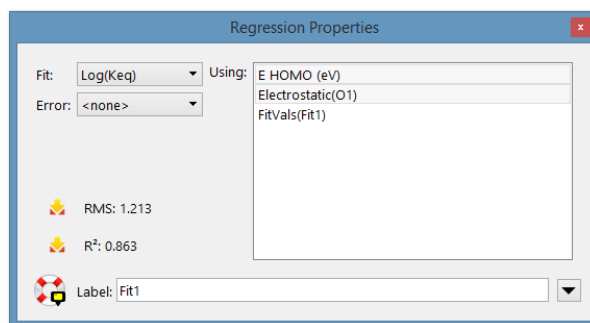 Regression Properties
x
Fit: Log(Keq) Using: E HOMO (eV)
Electrostatic(O1)
Error: <none>
FitVals(Fit1)
RMS: 1.213
R²: 0.863
Label: Fit1